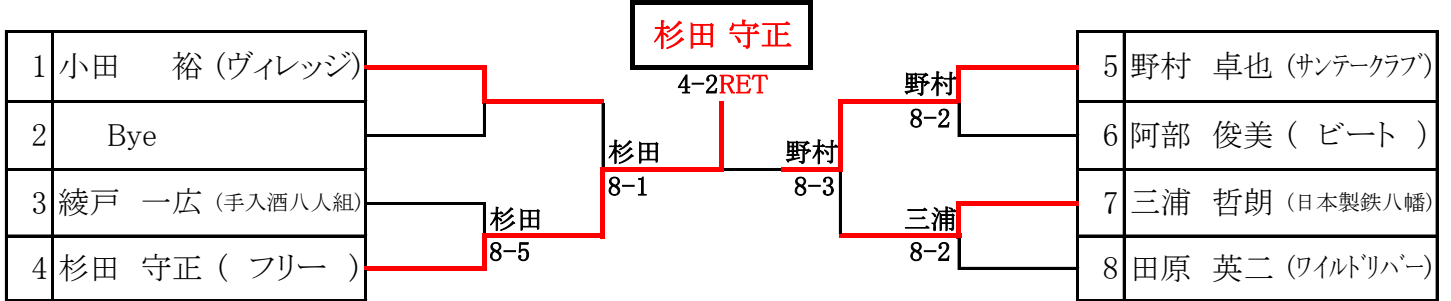 杉田 守正
4-2RET
1 小田 裕 (ヴィレッジ)
2 Bye
3 綾戸 一広 (手入酒八人組)
4 杉田 守正 ( フリー )
杉田
8-5
杉田
8-1
野村
8-3
野村
8-2
三浦
8-2
5 野村 卓也 (サンテークラブ)
6 阿部 俊美 ( ビート )
7 三浦 哲朗 (日本製鉄八幡)
8 田原 英二 (ワイルドリバー)